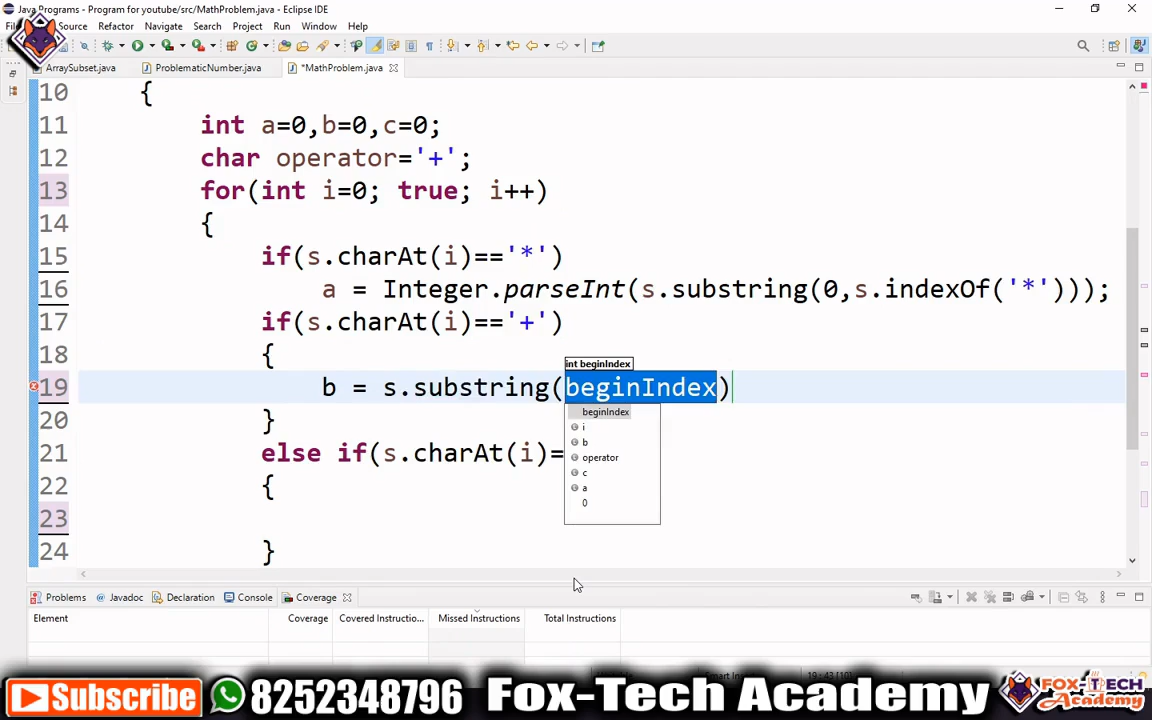 Java Programs - Program for youtube/src/MathProblem.java - Eclipse IDE
Source Refactor Navigate Search Project Run Window Help
ArraySubset.java ProblematicNumber.java *MathProblem.java
10 {
11 int a=0,b=0,c=0;
12 char operator='+';
13 for(int i=0; true; i++)
14 {
15 if(s.charAt(i)=='*')
16 a = Integer.parseInt(s.substring(0,s.indexOf('*')));
17 if(s.charAt(i)=='+')
18 {
int beginIndex
19 b = s.substring(beginIndex)
beginIndex
20 }
i
b
21 else if(s.charAt(i)=
operator
c
22 {
a
0
23
24 }
Problems Javadoc Declaration Console Coverage
Element Coverage Covered Instructio... Missed Instructions Total Instructions
Subscribe 8252348796 Fox-Tech Academy FOX-TECH Academy